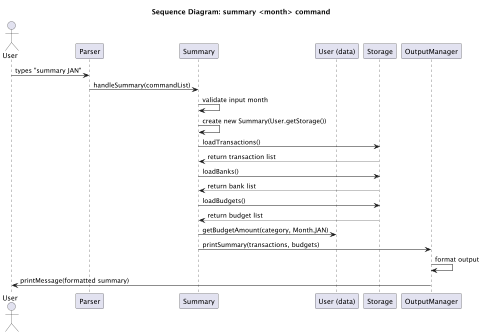 Sequence Diagram: summary <month> command
User
Parser
Summary
User (data)
Storage
OutputManager
types "summary JAN"
handleSummary(commandList)
validate input month
create new Summary(User.getStorage())
loadTransactions()
return transaction list
loadBanks()
return bank list
loadBudgets()
return budget list
getBudgetAmount(category, Month.JAN)
printSummary(transactions, budgets)
format output
printMessage(formatted summary)
User
Parser
Summary
User (data)
Storage
OutputManager